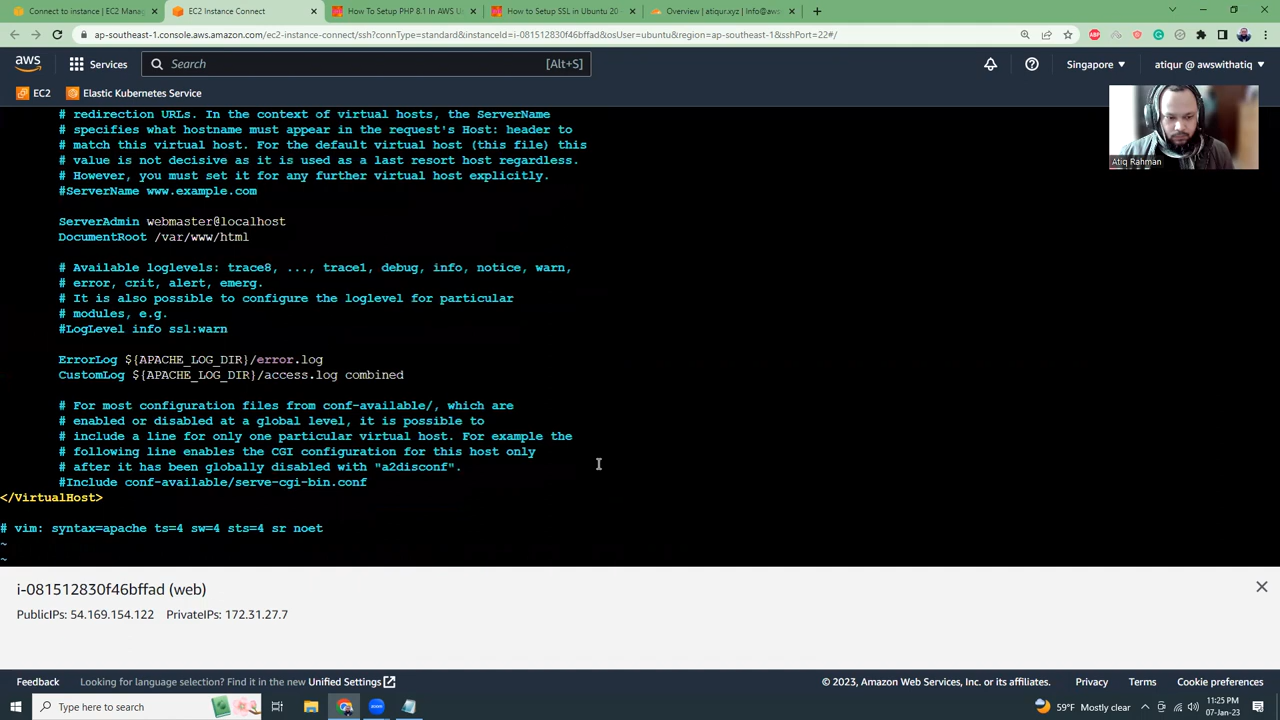 Connect to instance | EC2 Manag
EC2 Instance Connect
How To Setup PHP 8.1 In AWS U
How to Setup SSL in Ubuntu 20
Overview | atiqur.xyz | Info@aws
ap-southeast-1.console.aws.amazon.com/ec2-instance-connect/ssh?connType=standard&instanceId=i-081512830f46bffad&osUser=ubuntu&region=ap-southeast-1&sshPort=22#/
aws
Services
Search
[Alt+S]
Singapore
atiqur @ awswithatiq
EC2
Elastic Kubernetes Service
# redirection URLs. In the context of virtual hosts, the ServerName
# specifies what hostname must appear in the request's Host: header to
# match this virtual host. For the default virtual host (this file) this
# value is not decisive as it is used as a last resort host regardless.
# However, you must set it for any further virtual host explicitly.
#ServerName www.example.com
ServerAdmin webmaster@localhost
DocumentRoot /var/www/html
# Available loglevels: trace8, ..., trace1, debug, info, notice, warn,
# error, crit, alert, emerg.
# It is also possible to configure the loglevel for particular
# modules, e.g.
#LogLevel info ssl:warn
ErrorLog ${APACHE_LOG_DIR}/error.log
CustomLog ${APACHE_LOG_DIR}/access.log combined
# For most configuration files from conf-available/, which are
# enabled or disabled at a global level, it is possible to
# include a line for only one particular virtual host. For example the
# following line enables the CGI configuration for this host only
# after it has been globally disabled with "a2disconf".
#Include conf-available/serve-cgi-bin.conf
</VirtualHost>
# vim: syntax=apache ts=4 sw=4 sts=4 sr noet
~
~
Atiq Rahman
i-081512830f46bffad (web)
PublicIPs: 54.169.154.122 PrivateIPs: 172.31.27.7
Feedback
Looking for language selection? Find it in the new Unified Settings
© 2023, Amazon Web Services, Inc. or its affiliates.
Privacy
Terms
Cookie preferences
Type here to search
59°F Mostly clear
11:25 PM
07-Jan-23